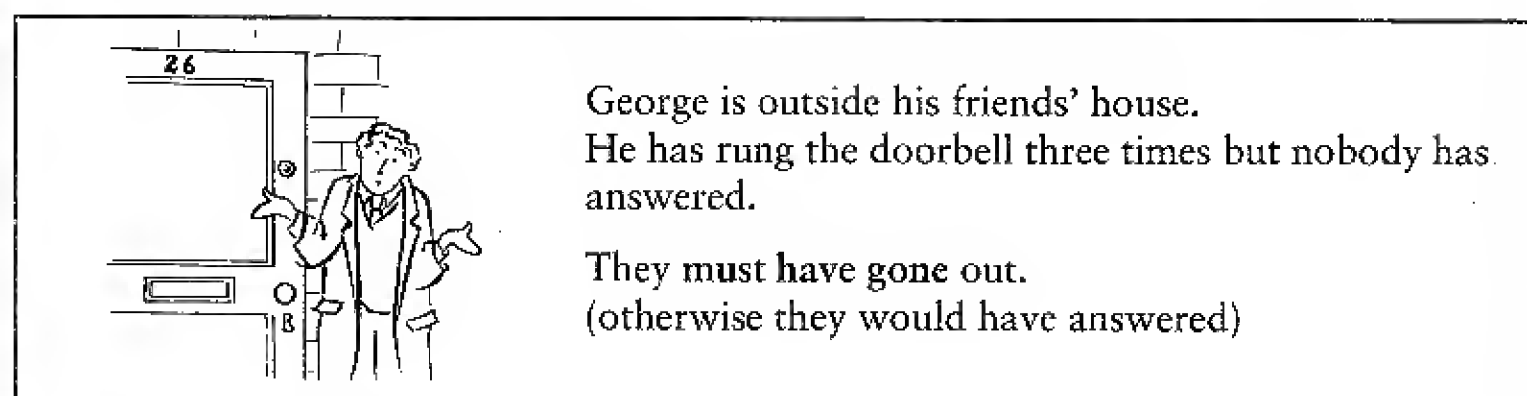 26
George is outside his friends' house.
He has rung the doorbell three times but nobody has
answered.
They must have gone out.
(otherwise they would have answered)